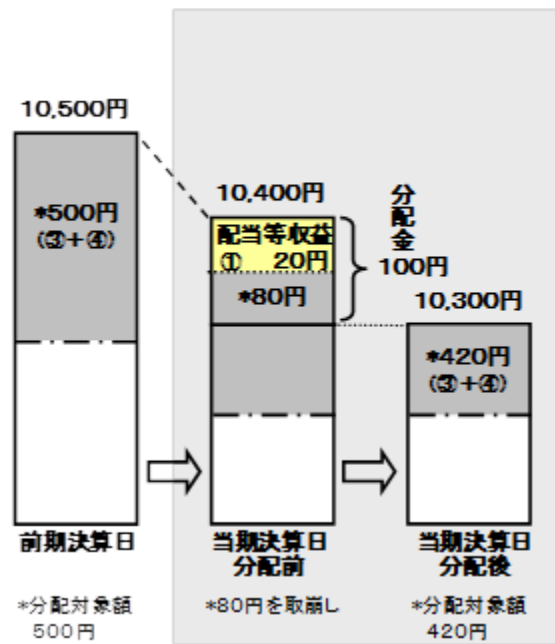 10,500円
*500円
(③+④)
前期決算日
*分配対象額
500円
10,400円
配当等収益
① 20円
*80円
分配金
100円
当期決算日
分配前
*80円を取崩し
10,300円
*420円
(③+④)
当期決算日
分配後
*分配対象額
420円